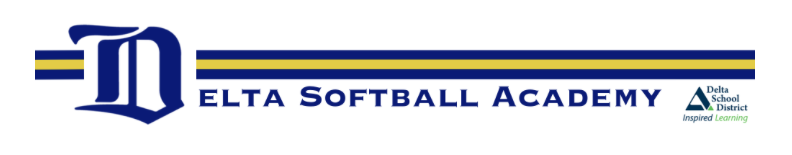 DELTA SOFTBALL ACADEMY
Delta
School
District
Inspired Learning